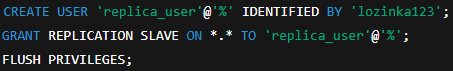 CREATE USER 'replica_user'@'%' IDENTIFIED BY 'lozinka123';
GRANT REPLICATION SLAVE ON *.* TO 'replica_user'@'%';
FLUSH PRIVILEGES;